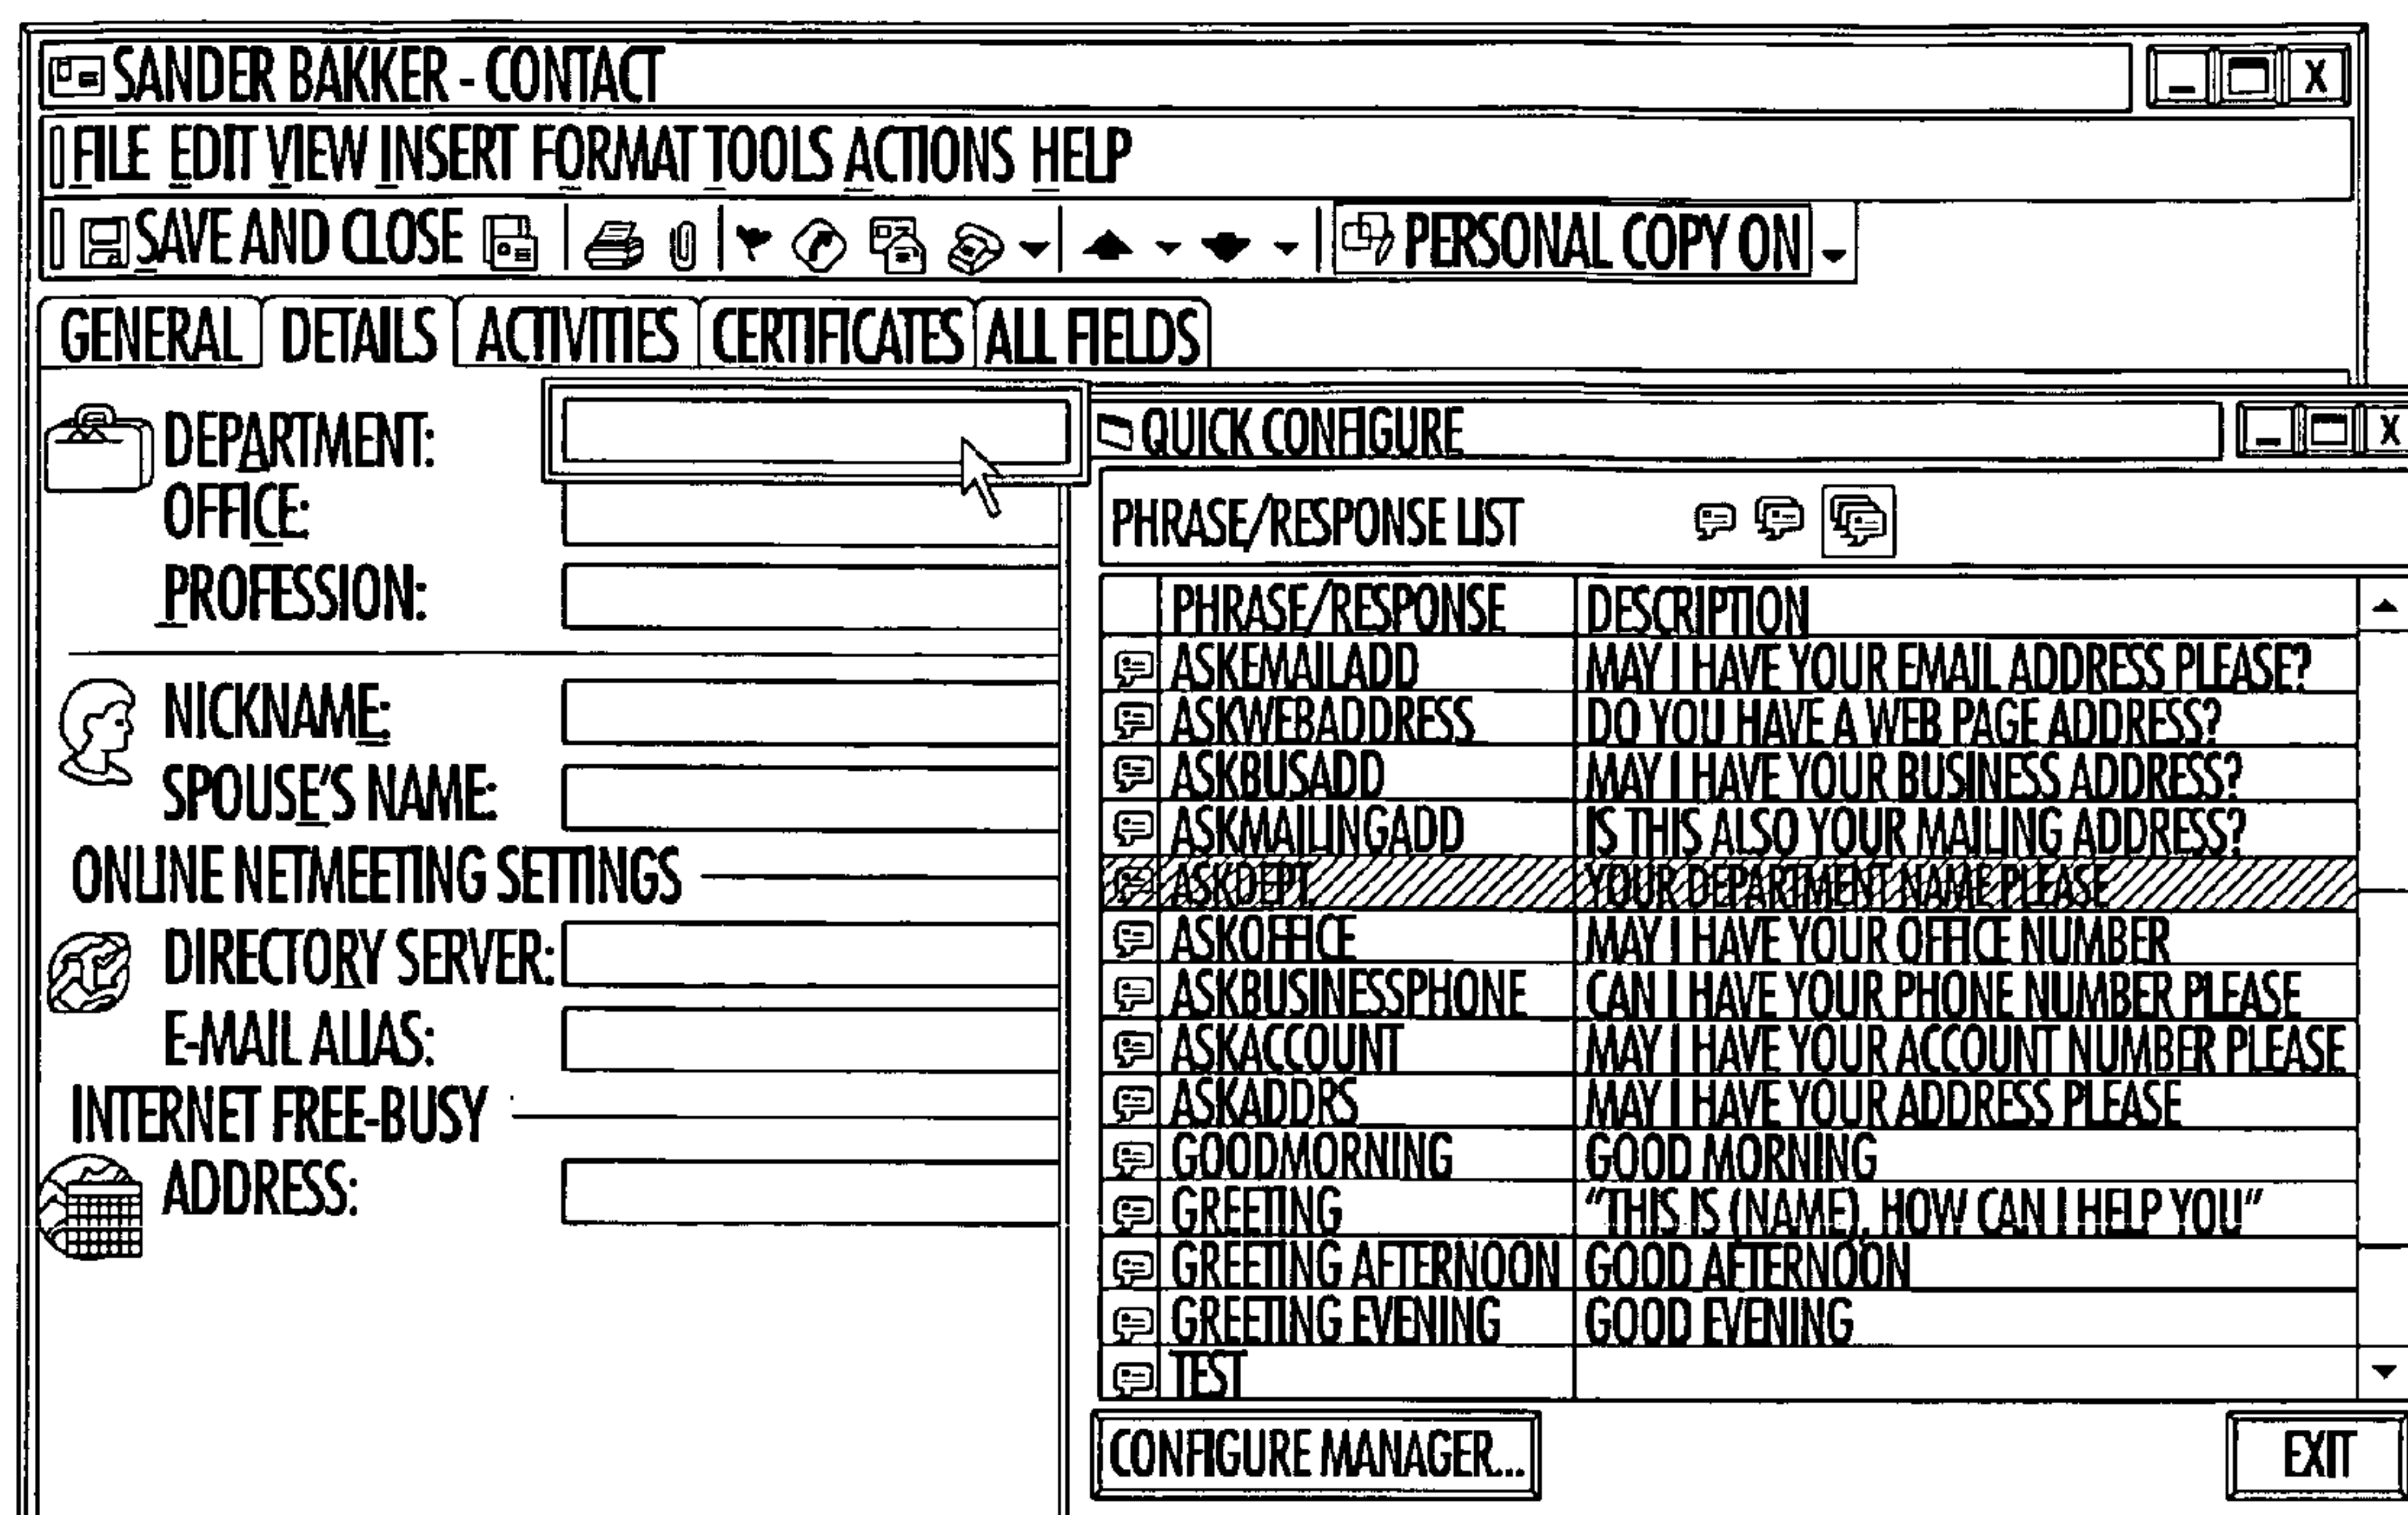 SANDER BAKKER - CONTACT
X
FILE EDIT VIEW INSERT FORMAT TOOLS ACTIONS HELP
SAVE AND CLOSE PERSONAL COPY ON
GENERAL DETAILS ACTIVITIES CERTIFICATES ALL FIELDS
DEPARTMENT:
OFFICE:
PROFESSION:
NICKNAME:
SPOUSE'S NAME:
ONLINE NETMEETING SETTINGS
DIRECTORY SERVER:
E-MAIL ALIAS:
INTERNET FREE-BUSY
ADDRESS:
QUICK CONFIGURE
X
PHRASE/RESPONSE LIST
PHRASE/RESPONSE DESCRIPTION
ASKEMAILADD MAY I HAVE YOUR EMAIL ADDRESS PLEASE?
ASKWEBADDRESS DO YOU HAVE A WEB PAGE ADDRESS?
ASKBUSADD MAY I HAVE YOUR BUSINESS ADDRESS?
ASKMAILINGADD IS THIS ALSO YOUR MAILING ADDRESS?
ASKDEPT YOUR DEPARTMENT NAME PLEASE
ASKOFFICE MAY I HAVE YOUR OFFICE NUMBER
ASKBUSINESSPHONE CAN I HAVE YOUR PHONE NUMBER PLEASE
ASKACCOUNT MAY I HAVE YOUR ACCOUNT NUMBER PLEASE
ASKADDRS MAY I HAVE YOUR ADDRESS PLEASE
GOODMORNING GOOD MORNING
GREETING "THIS IS (NAME), HOW CAN I HELP YOU"
GREETING AFTERNOON GOOD AFTERNOON
GREETING EVENING GOOD EVENING
TEST
CONFIGURE MANAGER... EXIT